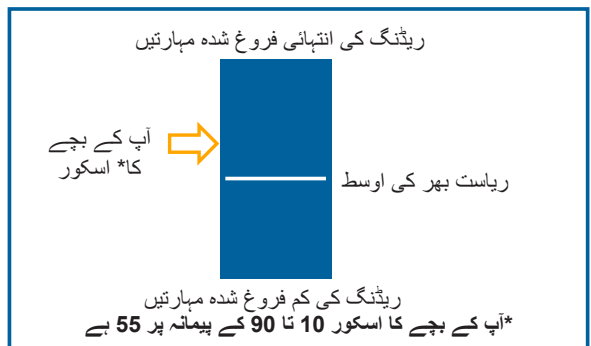 ریڈنگ کی انتہائی فروغ شدہ مہارتیں
آپ کے بچے
کا* اسکور
ریاست بھر کی اوسط
ریڈنگ کی کم فروغ شدہ مہارتیں
*آپ کے بچے کا اسکور 10 تا 90 کے پیمانہ پر 55 ہے